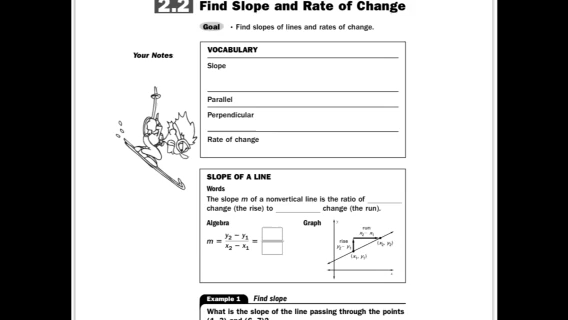 2.2 Find Slope and Rate of Change
Goal • Find slopes of lines and rates of change.
Your Notes
VOCABULARY
Slope
Parallel
Perpendicular
Rate of change
SLOPE OF A LINE
Words
The slope m of a nonvertical line is the ratio of ________
change (the rise) to __________ change (the run).
Algebra
Graph
m = y₂ − y₁ / x₂ − x₁ =
run
x₂ − x₁
rise
y₂ − y₁
(x₂, y₂)
(x₁, y₁)
Example 1 Find slope
What is the slope of the line passing through the points